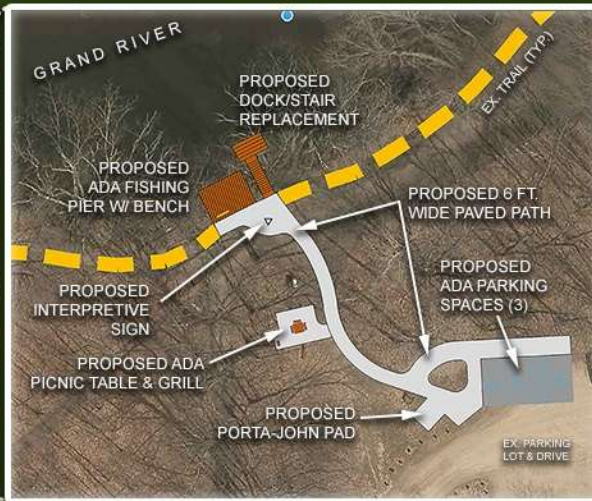 GRAND RIVER
PROPOSED
DOCK/STAIR
REPLACEMENT
EX. TRAIL (TYP.)
PROPOSED
ADA FISHING
PIER W/ BENCH
PROPOSED 6 FT.
WIDE PAVED PATH
PROPOSED
ADA PARKING
SPACES (3)
PROPOSED
INTERPRETIVE
SIGN
PROPOSED ADA
PICNIC TABLE & GRILL
PROPOSED
PORTA-JOHN PAD
EX. PARKING
LOT & DRIVE